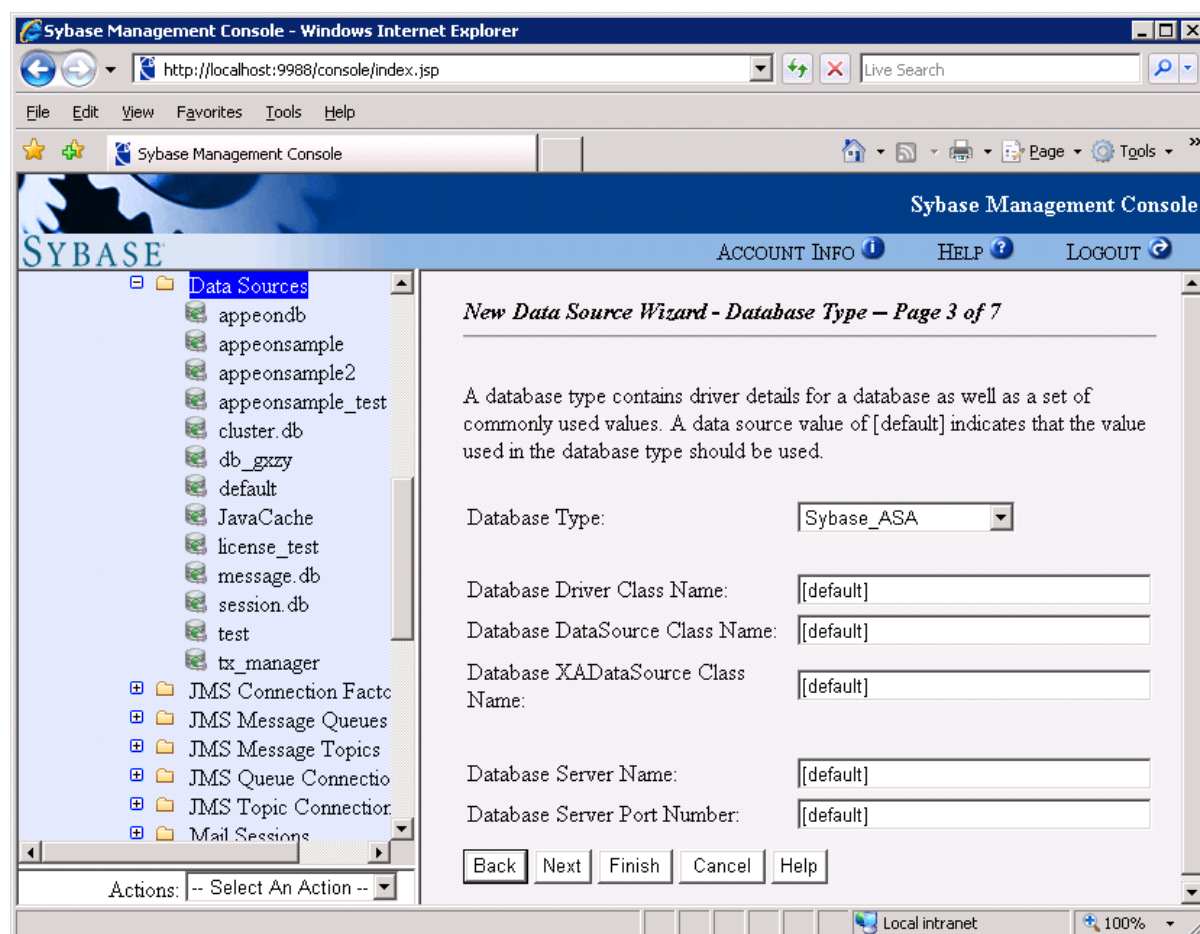 Sybase Management Console - Windows Internet Explorer
http://localhost:9988/console/index.jsp
Live Search
File Edit View Favorites Tools Help
Sybase Management Console
Page Tools »
Sybase Management Console
SYBASE
ACCOUNT INFO HELP LOGOUT
Data Sources
appeondb
appeonsample
appeonsample2
appeonsample_test
cluster.db
db_gxzy
default
JavaCache
license_test
message.db
session.db
test
tx_manager
JMS Connection Facto
JMS Message Queues
JMS Message Topics
JMS Queue Connectio
JMS Topic Connection
Mail Sessions
Actions: -- Select An Action --
New Data Source Wizard - Database Type – Page 3 of 7
A database type contains driver details for a database as well as a set of
commonly used values. A data source value of [default] indicates that the value
used in the database type should be used.
Database Type: Sybase_ASA
Database Driver Class Name: [default]
Database DataSource Class Name: [default]
Database XADataSource Class
Name: [default]
Database Server Name: [default]
Database Server Port Number: [default]
Back Next Finish Cancel Help
Local intranet 100%